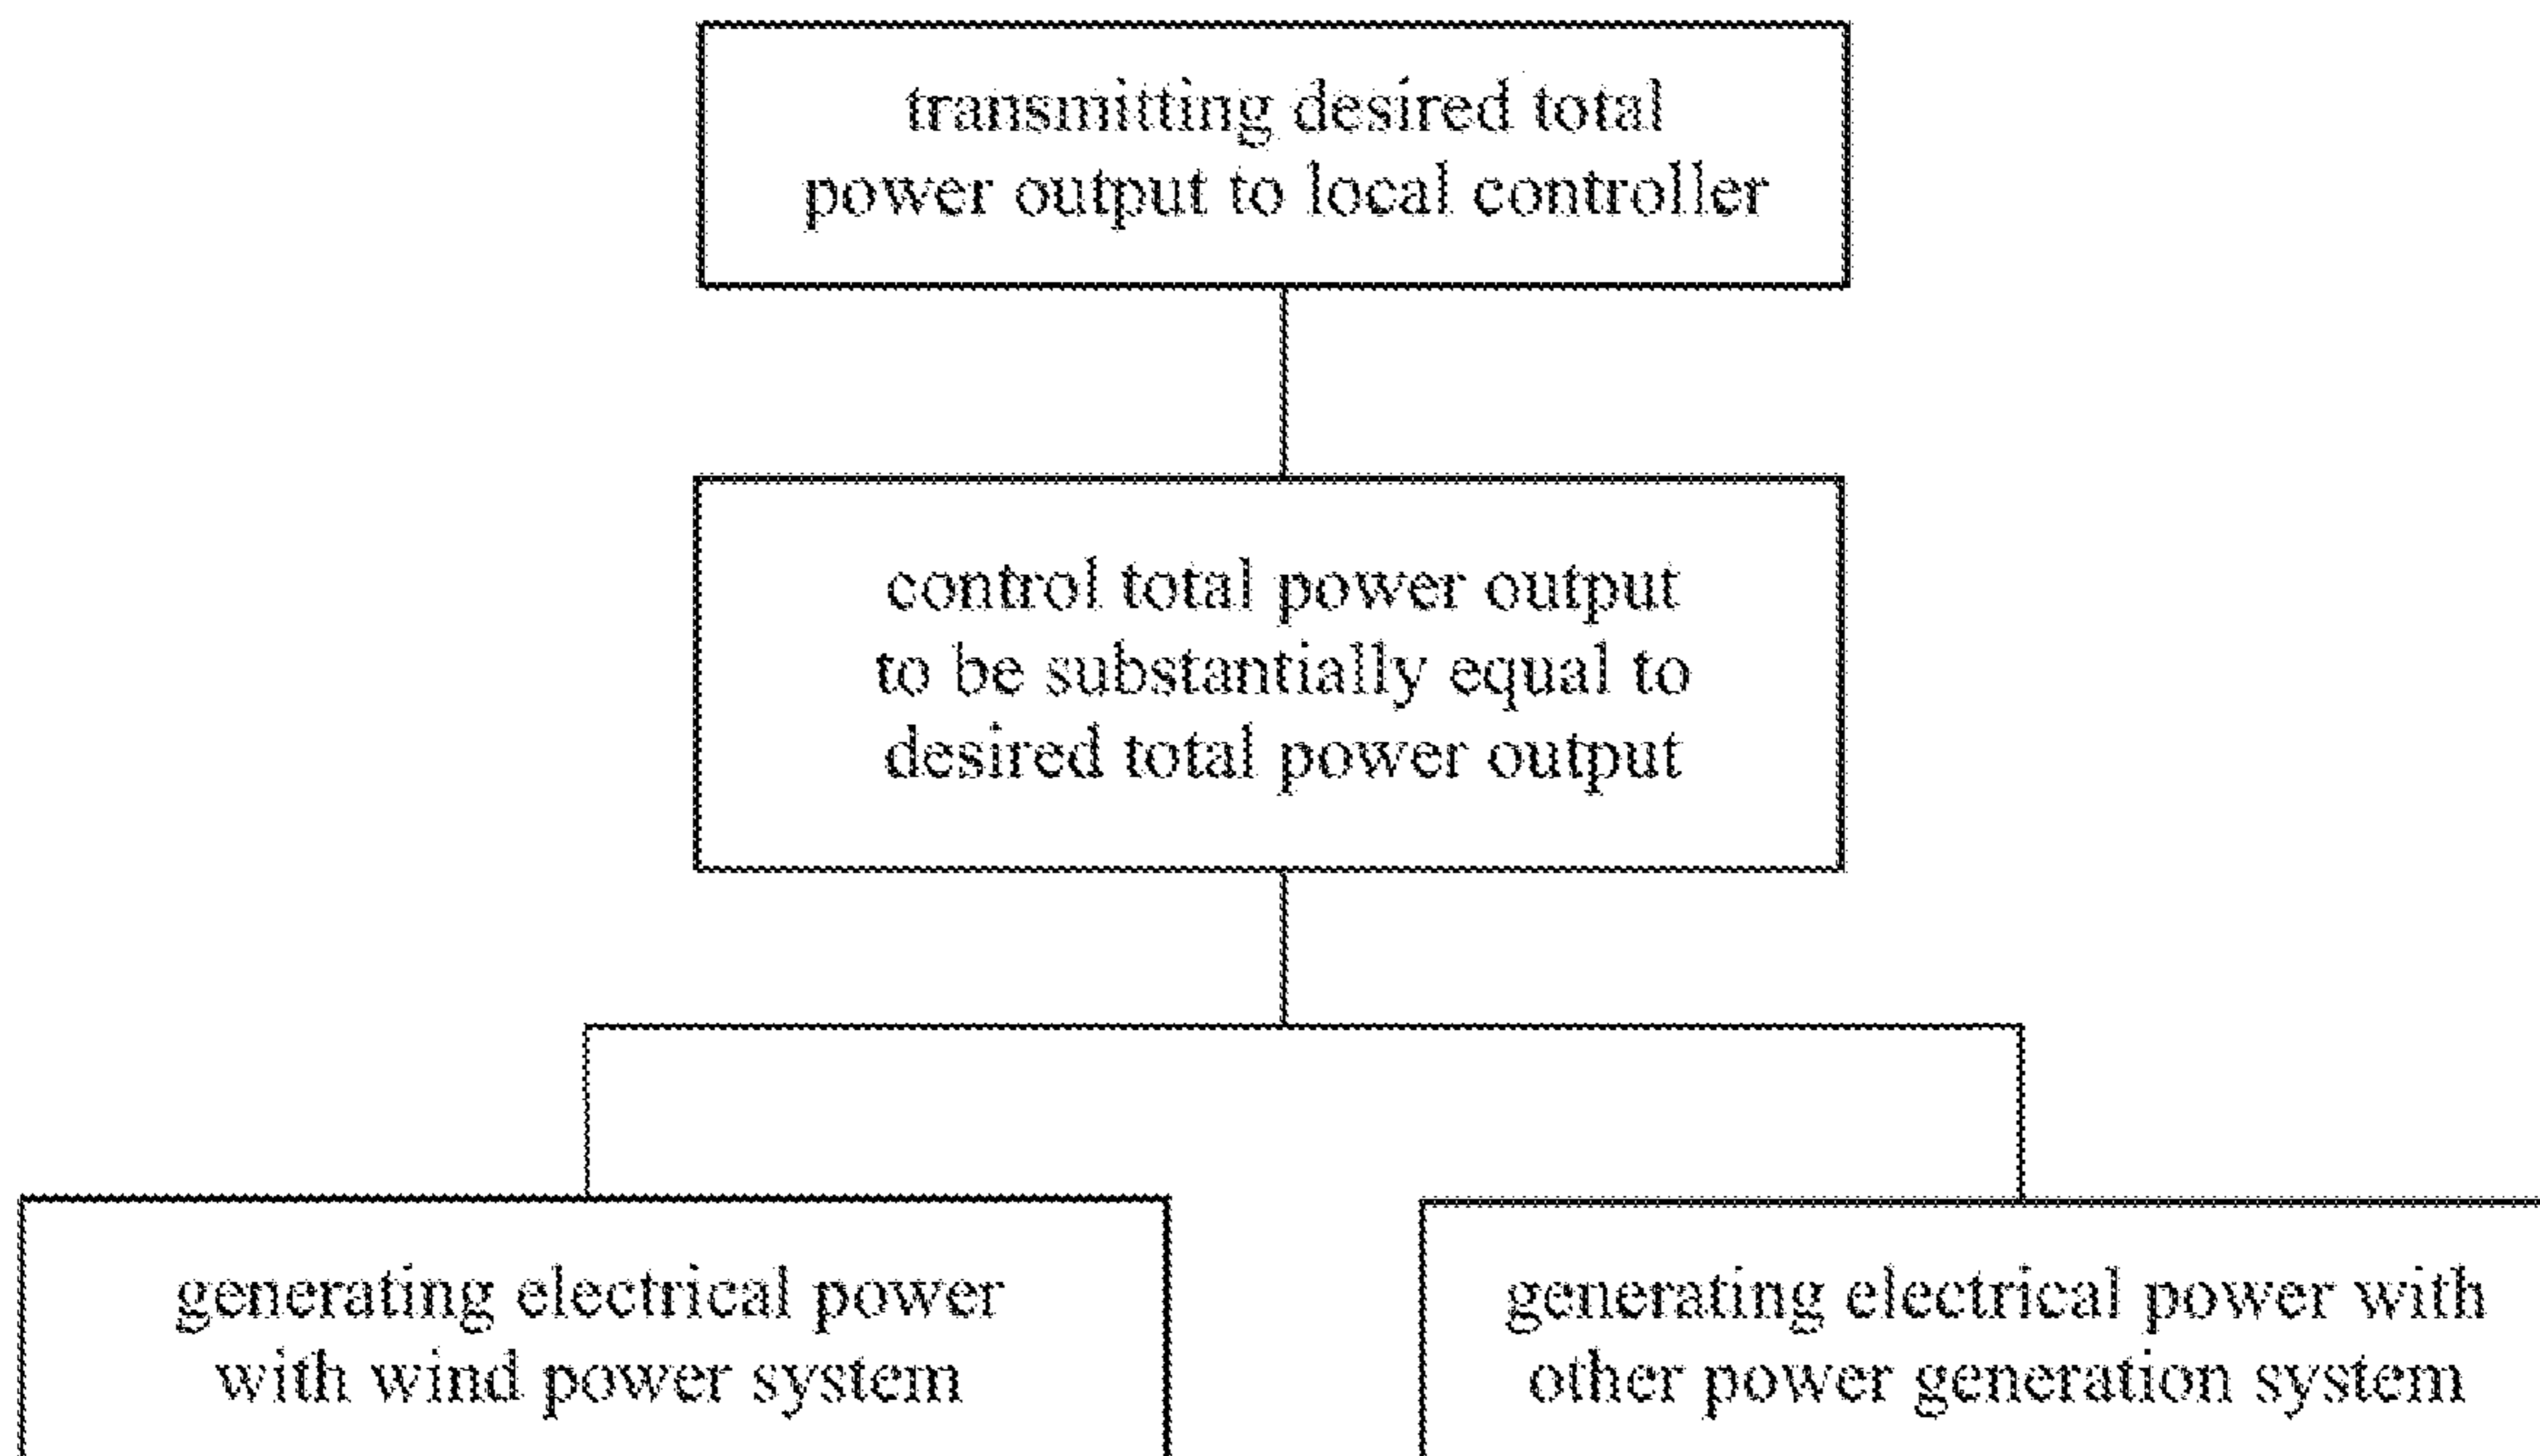 transmitting desired total
power output to local controller
control total power output
to be substantially equal to
desired total power output
generating electrical power
with wind power system
generating electrical power with
other power generation system